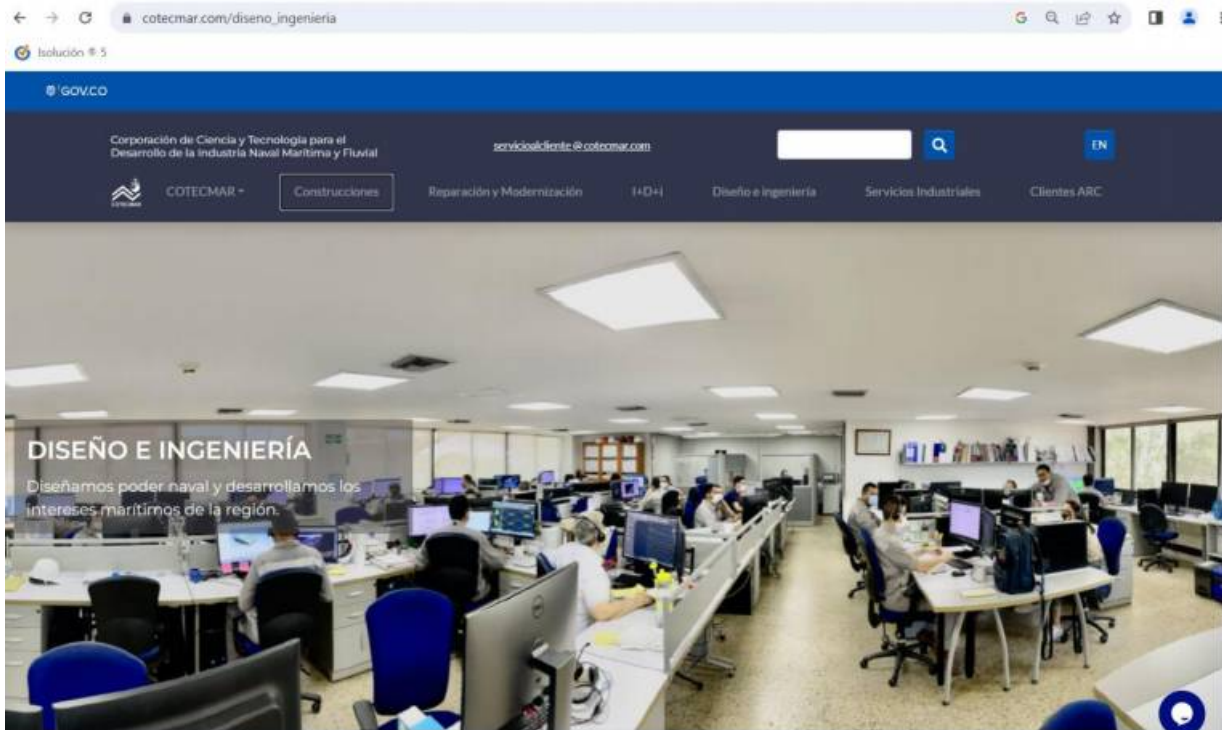 cotecmar.com/diseno_ingenieria
Isolución ® 5
GOV.CO
Corporación de Ciencia y Tecnología para el
Desarrollo de la Industria Naval Marítima y Fluvial
servicioalcliente@cotecmar.com
EN
COTECMAR
COTECMAR
Construcciones
Reparación y Modernización
I+D+i
Diseño e ingeniería
Servicios Industriales
Clientes ARC
DISEÑO E INGENIERÍA
Diseñamos poder naval y desarrollamos los
intereses marítimos de la región.
DELL